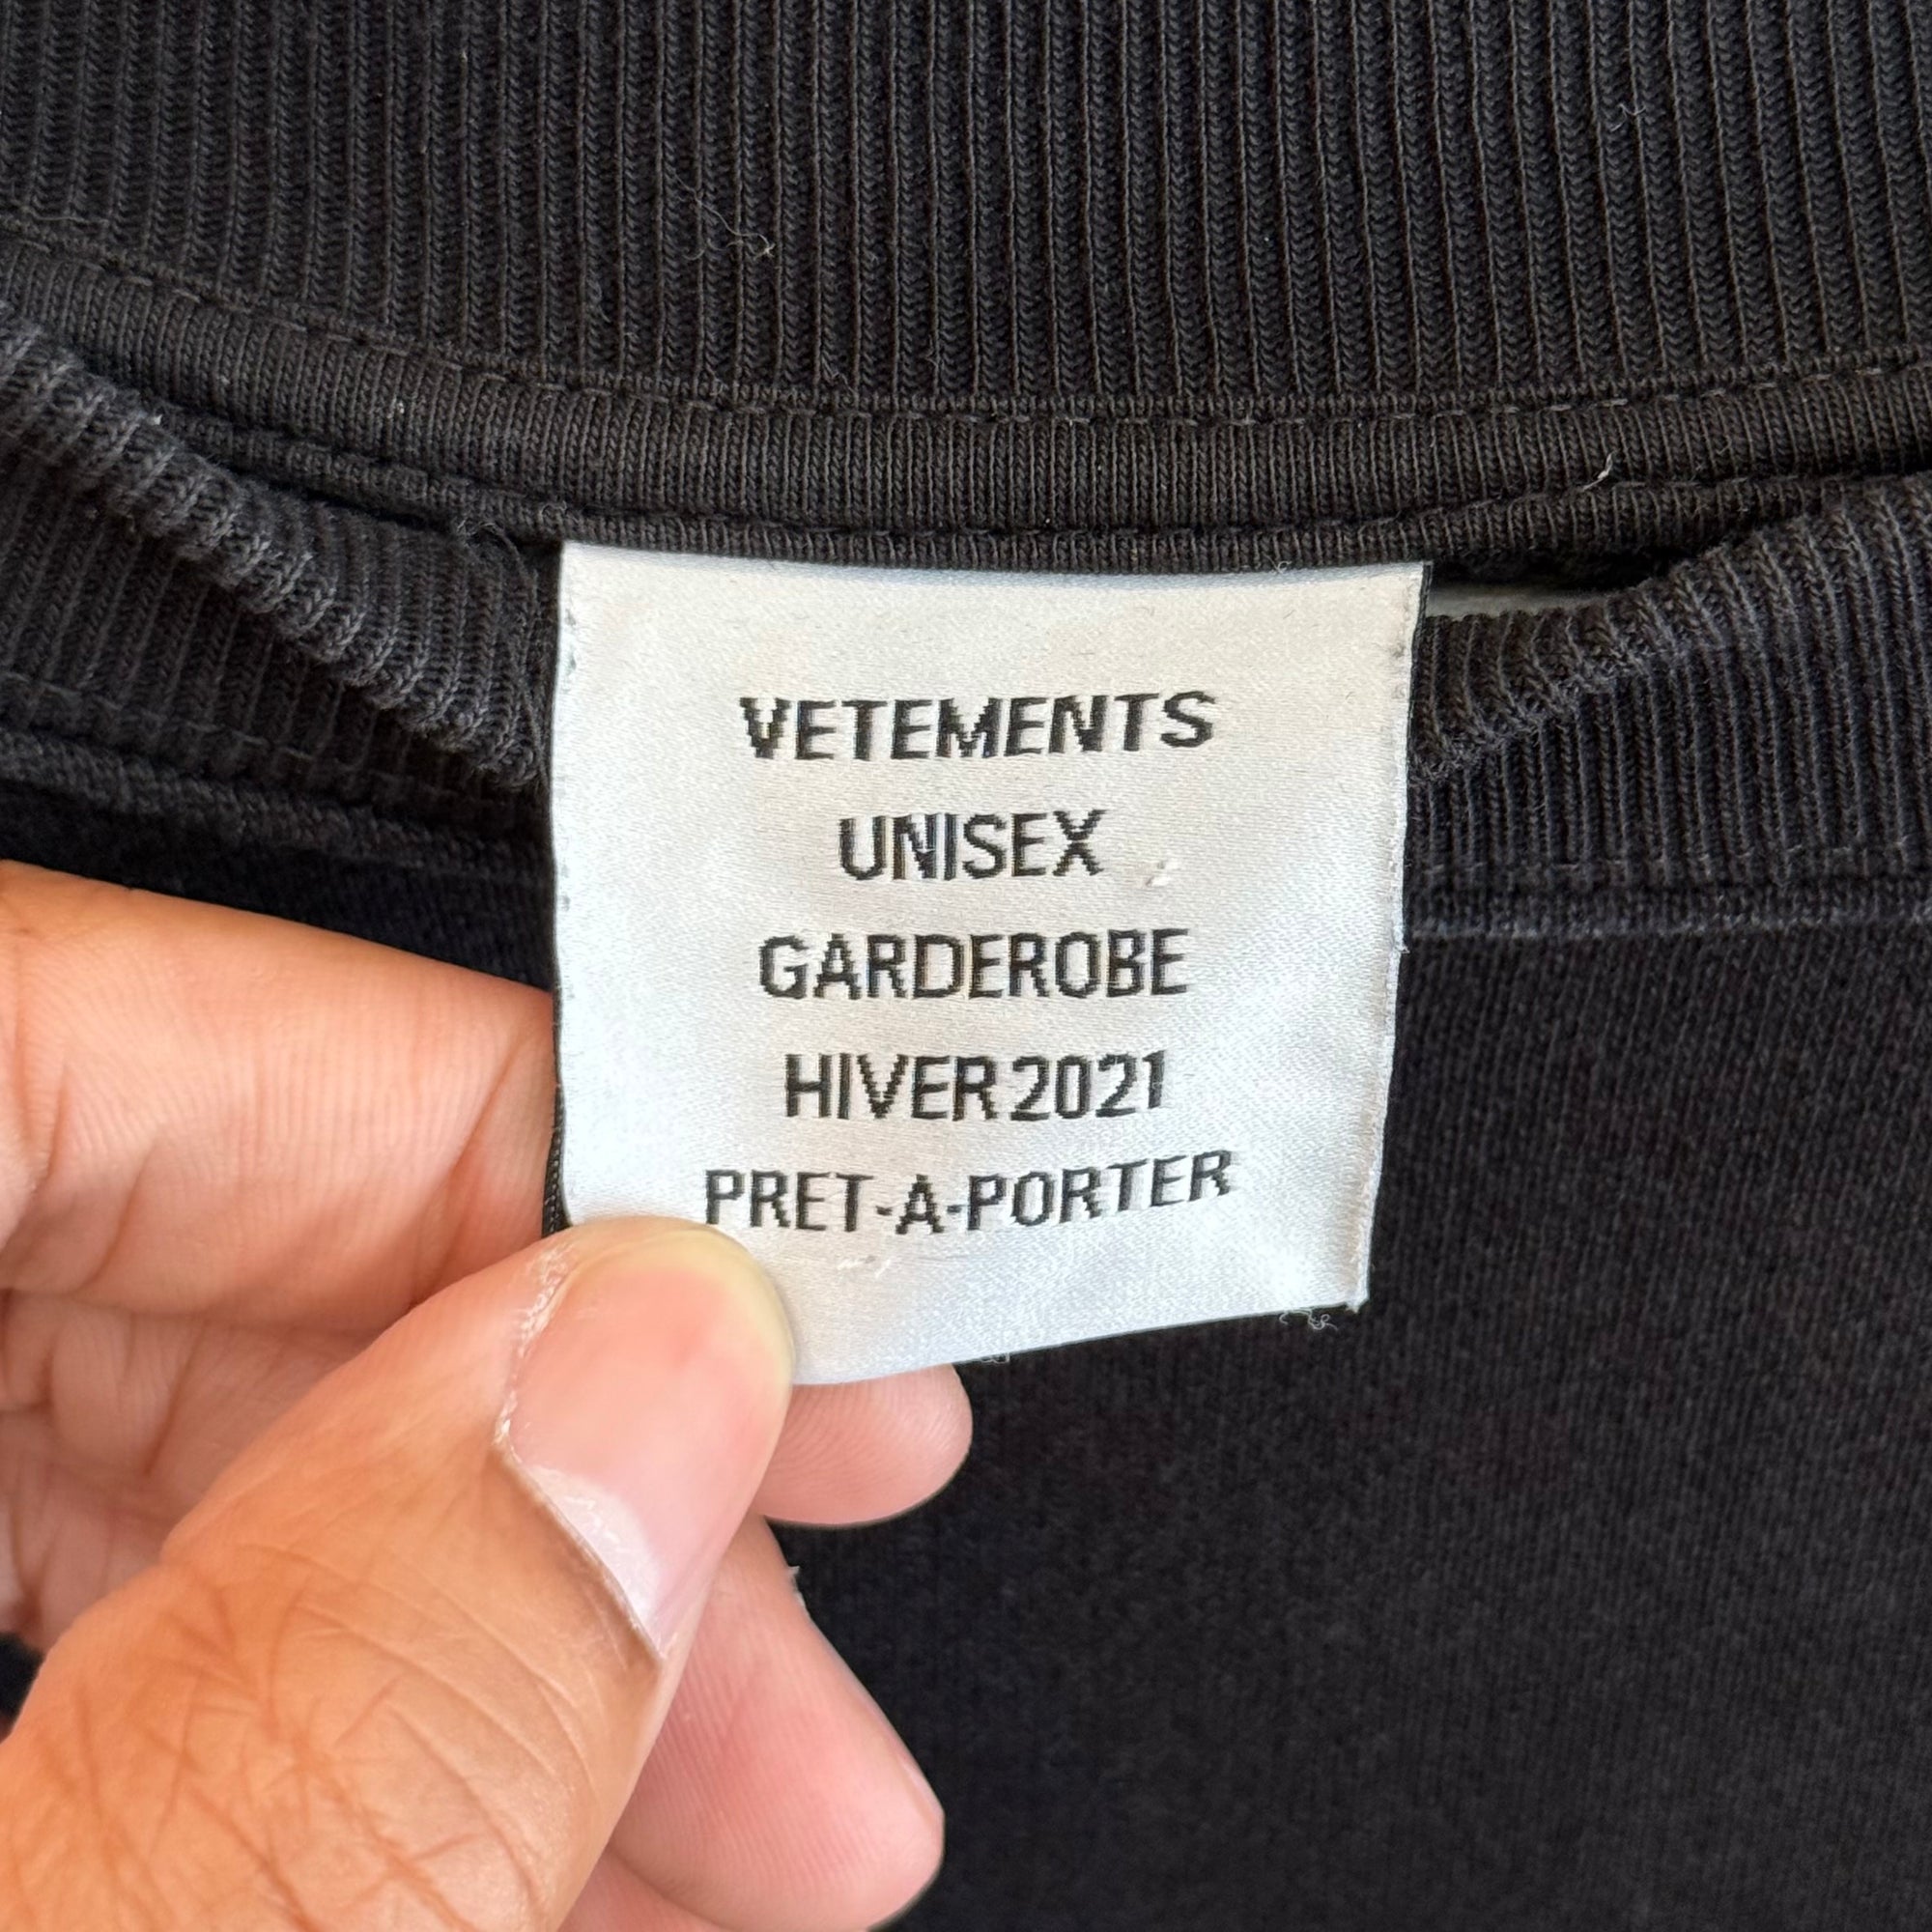 VETEMENTS
UNISEX
GARDEROBE
HIVER 2021
PRET-A-PORTER